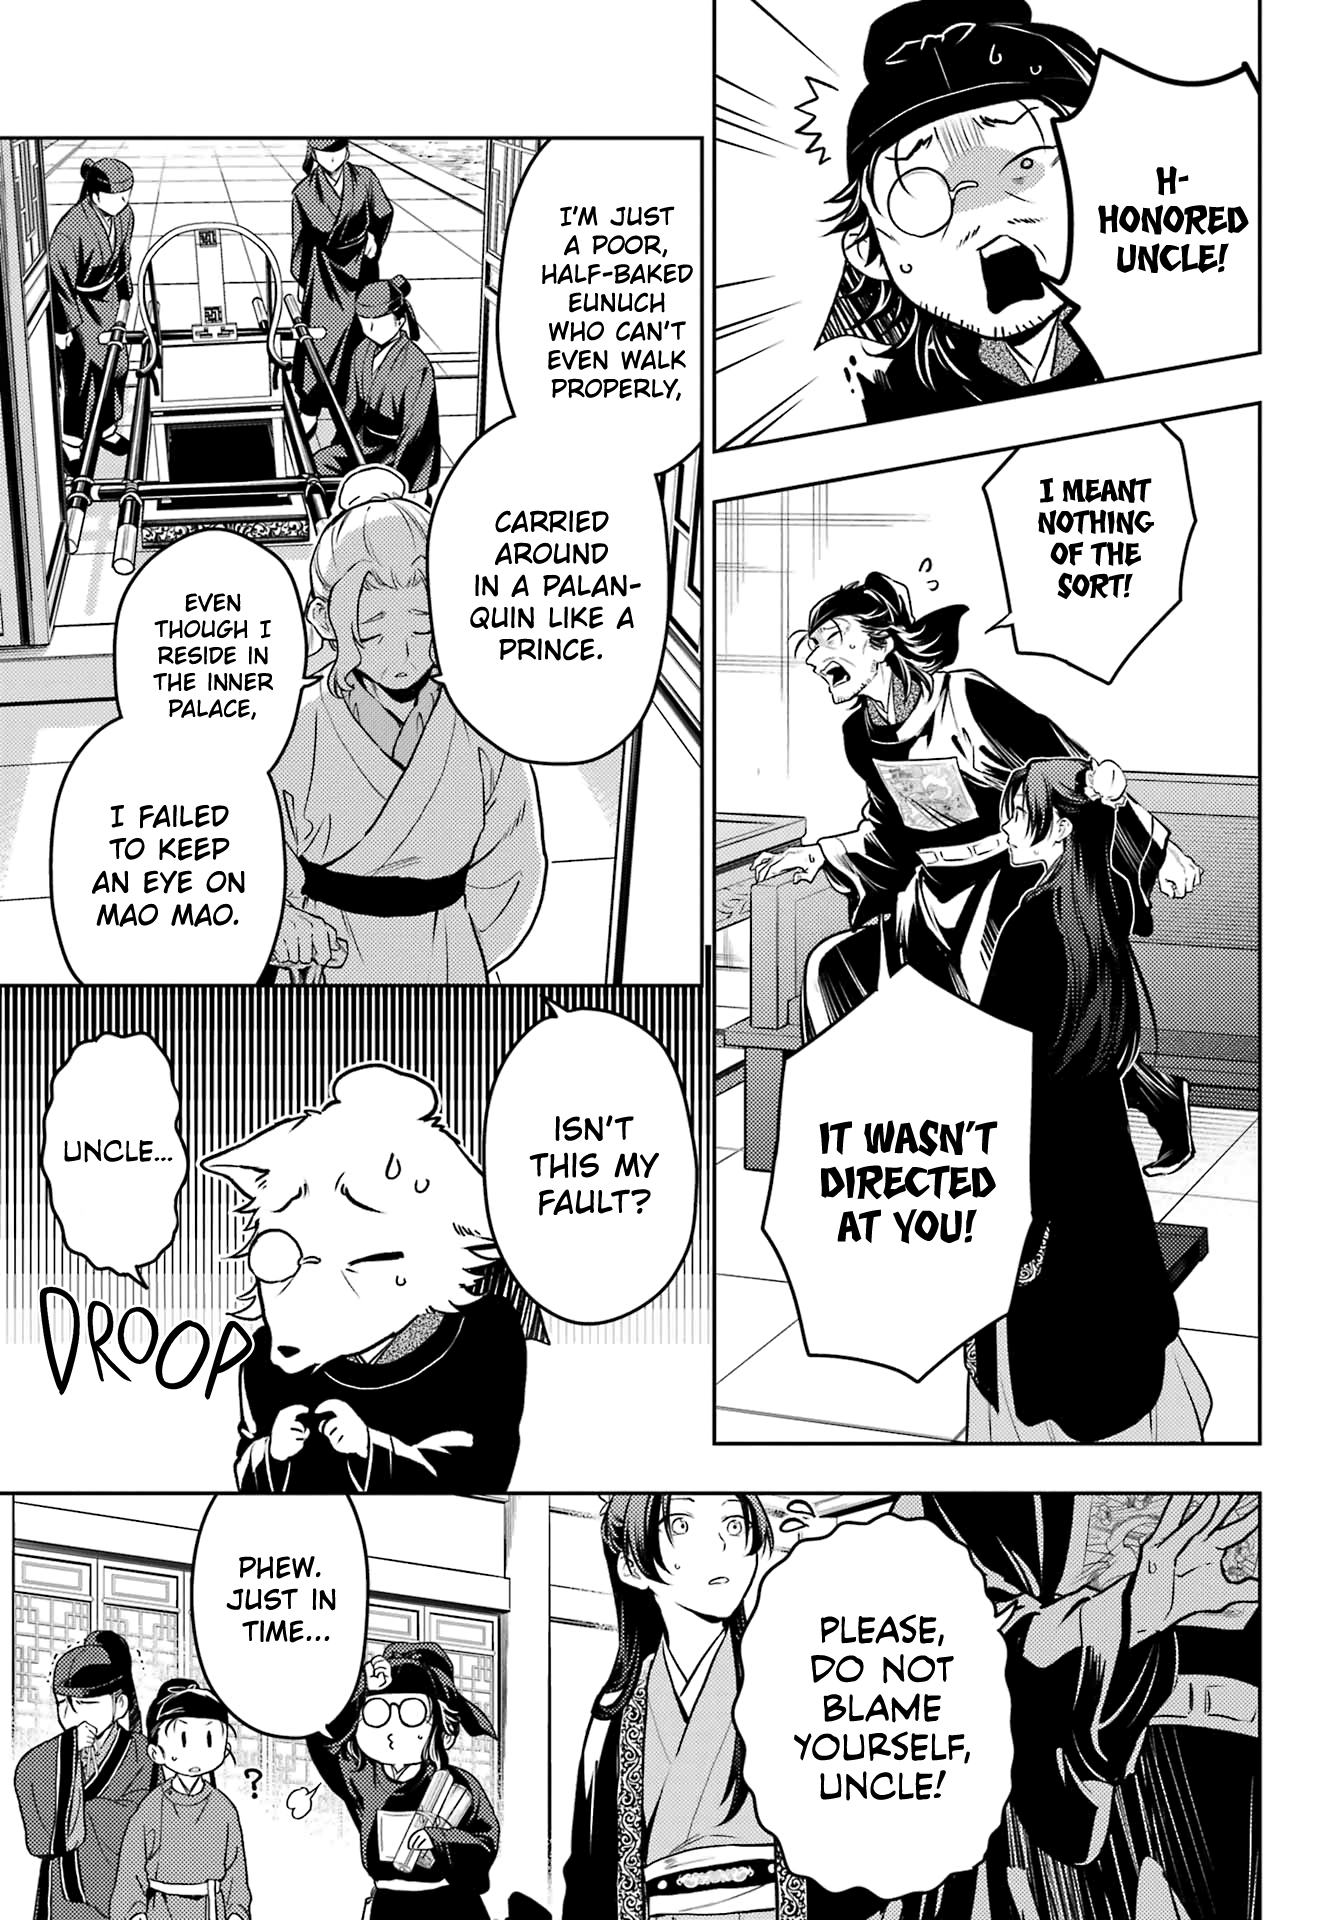 H-
HONORED
UNCLE!
I MEANT
NOTHING
OF THE
SORT!
IT WASN'T
DIRECTED
AT YOU!
I'M JUST
A POOR,
HALF-BAKED
EUNUCH
WHO CAN'T
EVEN WALK
PROPERLY,
CARRIED
AROUND
IN A PALAN-
QUIN LIKE A
PRINCE.
EVEN
THOUGH I
RESIDE IN
THE INNER
PALACE,
I FAILED
TO KEEP
AN EYE ON
MAO MAO.
ISN'T
THIS MY
FAULT?
UNCLE...
DROOP
PLEASE,
DO NOT
BLAME
YOURSELF,
UNCLE!
PHEW.
JUST IN
TIME...
?